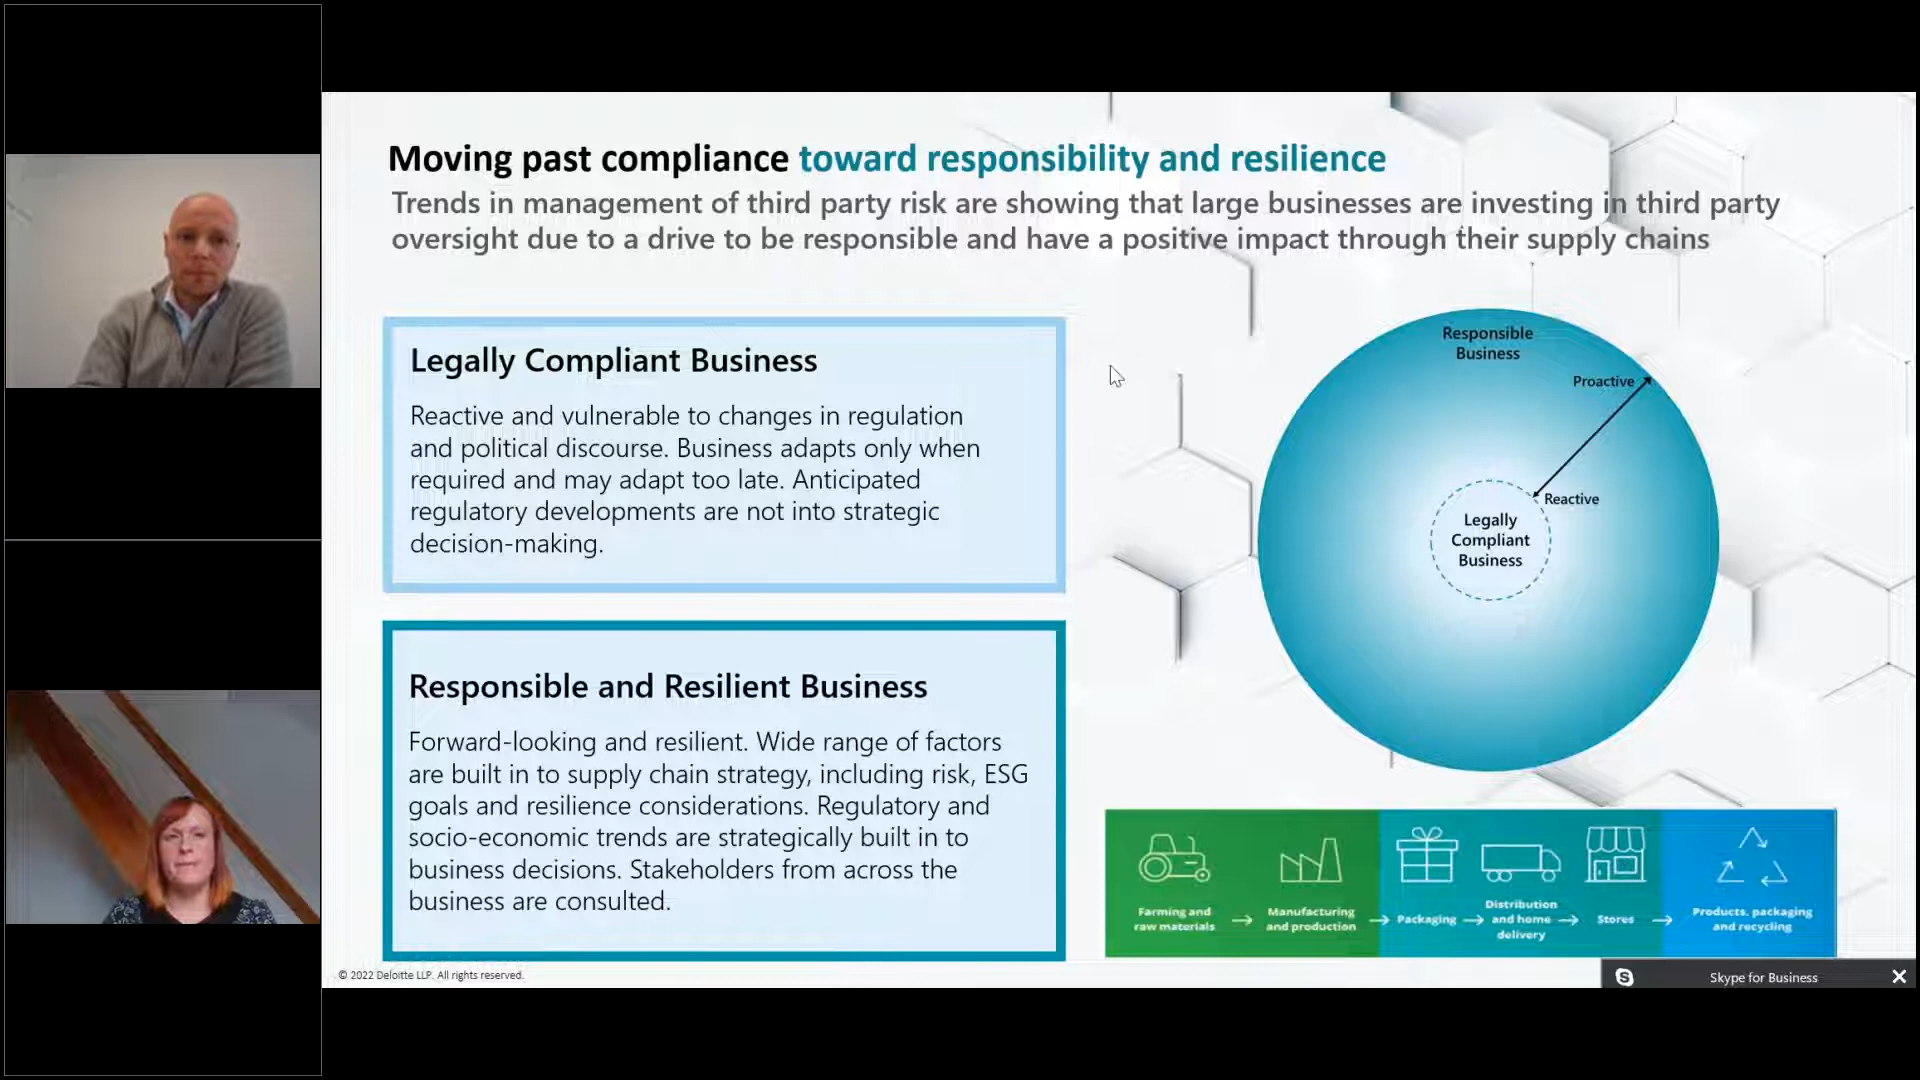 Moving past compliance toward responsibility and resilience
Trends in management of third party risk are showing that large businesses are investing in third party
oversight due to a drive to be responsible and have a positive impact through their supply chains
Legally Compliant Business
Reactive and vulnerable to changes in regulation
and political discourse. Business adapts only when
required and may adapt too late. Anticipated
regulatory developments are not into strategic
decision-making.
Responsible and Resilient Business
Forward-looking and resilient. Wide range of factors
are built in to supply chain strategy, including risk, ESG
goals and resilience considerations. Regulatory and
socio-economic trends are strategically built in to
business decisions. Stakeholders from across the
business are consulted.
Responsible
Business
Proactive
Reactive
Legally
Compliant
Business
Farming and
raw materials
Manufacturing
and production
Packaging
Distribution
and home
delivery
Stores
Products, packaging
and recycling
© 2022 Deloitte LLP. All rights reserved.
Skype for Business